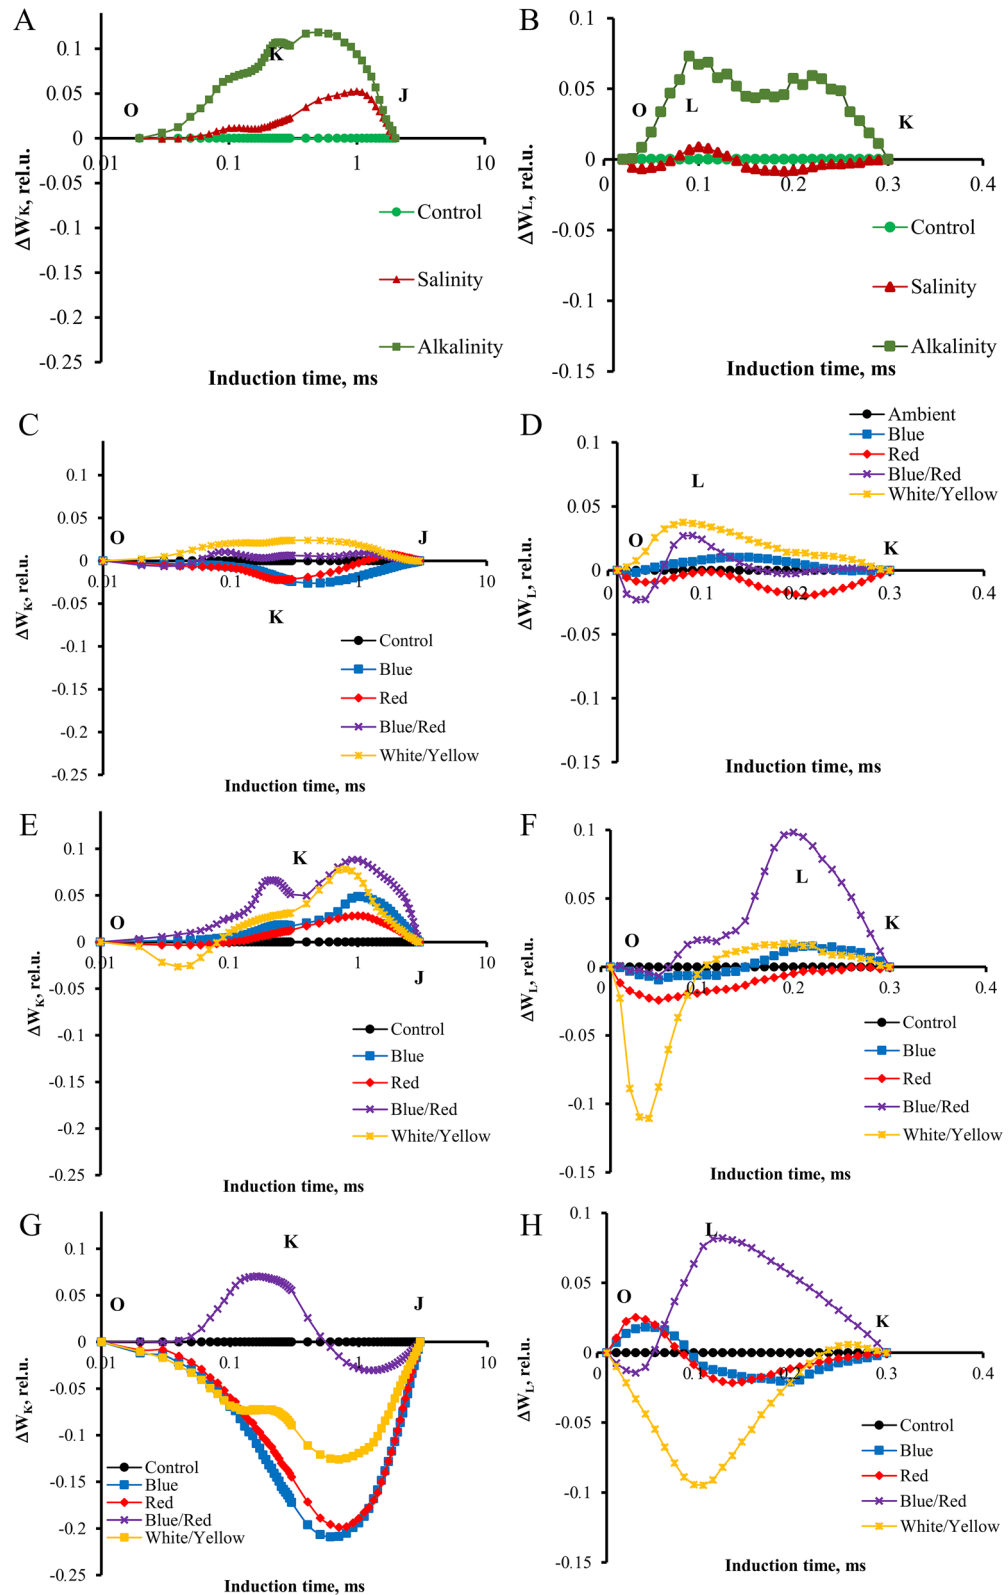 A
0.1
0.05
0
-0.05
-0.1
-0.15
-0.2
-0.25
0.01
0.1
1
10
O
K
J
ΔWK, rel.u.
Control
Salinity
Alkalinity
Induction time, ms
B
0.1
0.05
0
-0.05
-0.1
-0.15
0
0.1
0.2
0.3
0.4
O
L
K
ΔWL, rel.u.
Control
Salinity
Alkalinity
Induction time, ms
C
0.1
0.05
0
-0.05
-0.1
-0.15
-0.2
-0.25
0.01
0.1
1
10
O
K
J
ΔWK, rel.u.
Control
Blue
Red
Blue/Red
White/Yellow
Induction time, ms
D
Ambient
Blue
Red
Blue/Red
White/Yellow
0.1
0.05
0
-0.05
-0.1
-0.15
0
0.1
0.2
0.3
0.4
O
L
K
ΔWL, rel.u.
Induction time, ms
E
0.1
0.05
0
-0.05
-0.1
-0.15
-0.2
-0.25
0.01
0.1
1
10
O
K
J
ΔWK, rel.u.
Control
Blue
Red
Blue/Red
White/Yellow
Induction time, ms
F
0.1
0.05
0
-0.05
-0.1
-0.15
0
0.1
0.2
0.3
0.4
O
L
K
ΔWL, rel.u.
Control
Blue
Red
Blue/Red
White/Yellow
Induction time, ms
G
0.1
0.05
0
-0.05
-0.1
-0.15
-0.2
-0.25
0.01
0.1
1
10
O
K
J
ΔWK, rel.u.
Control
Blue
Red
Blue/Red
White/Yellow
Induction time, ms
H
0.1
0.05
0
-0.05
-0.1
-0.15
0
0.1
0.2
0.3
0.4
O
L
K
ΔWL, rel.u.
Control
Blue
Red
Blue/Red
White/Yellow
Induction time, ms